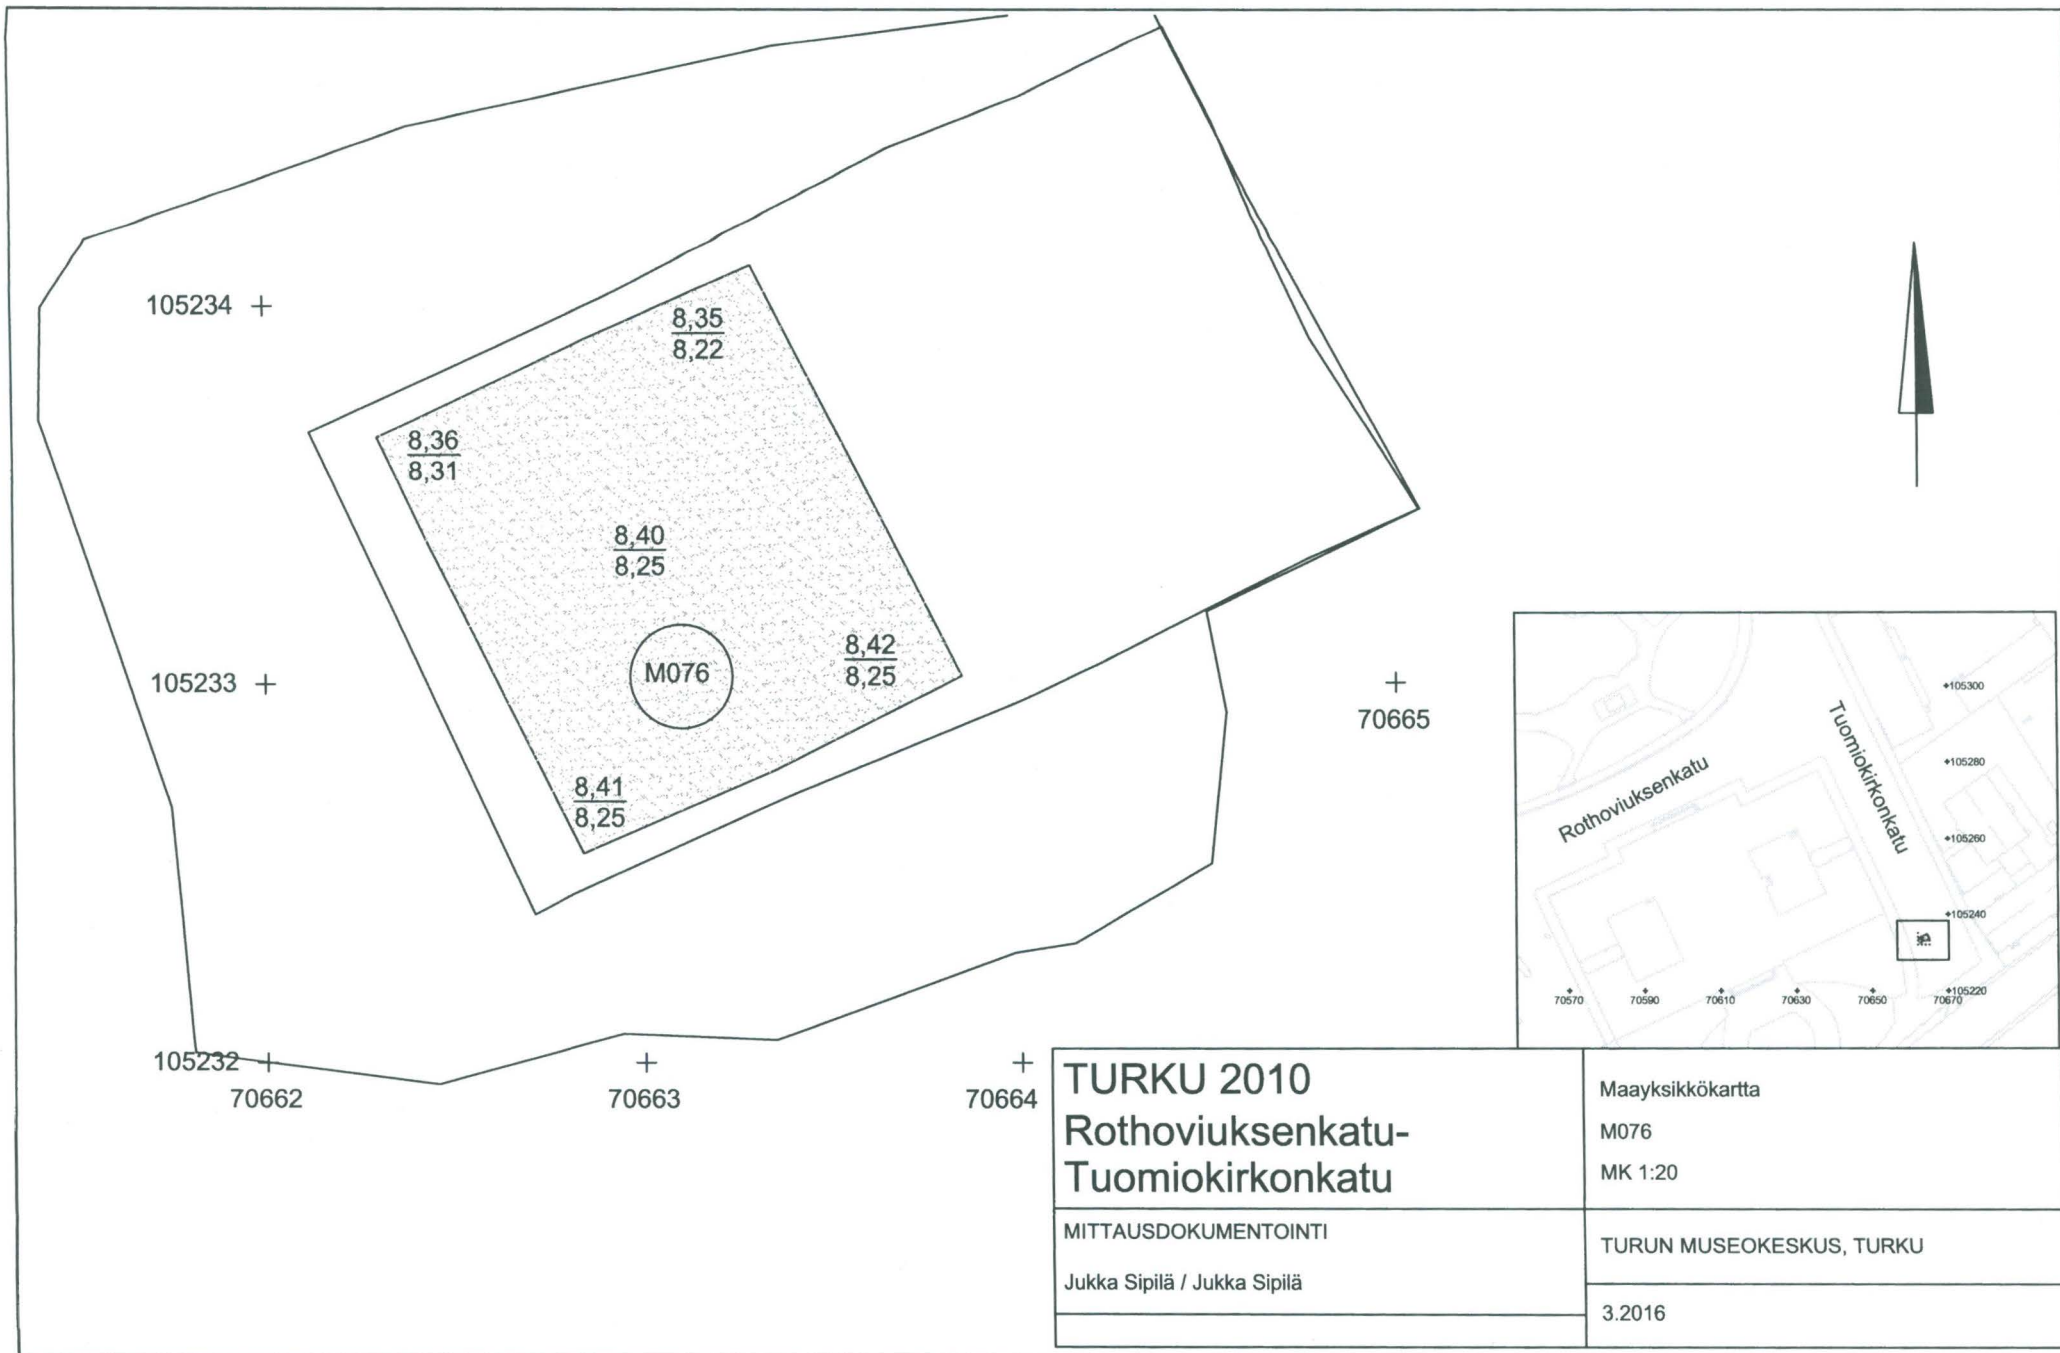 105234
8,35
8,22
8,36
8,31
8,40
8,25
M076
8,42
8,25
105233
70665
8,41
8,25
105232
70662
70663
70664
Rothoviuksenkatu
Tuomiokirkonkatu
105300
105280
105260
105240
105220
70570
70590
70610
70630
70650
70670
TURKU 2010
Rothoviuksenkatu-
Tuomiokirkonkatu
Maayksikkökartta
M076
MK 1:20
MITTAUSDOKUMENTOINTI
Jukka Sipilä / Jukka Sipilä
TURUN MUSEOKESKUS, TURKU
3.2016